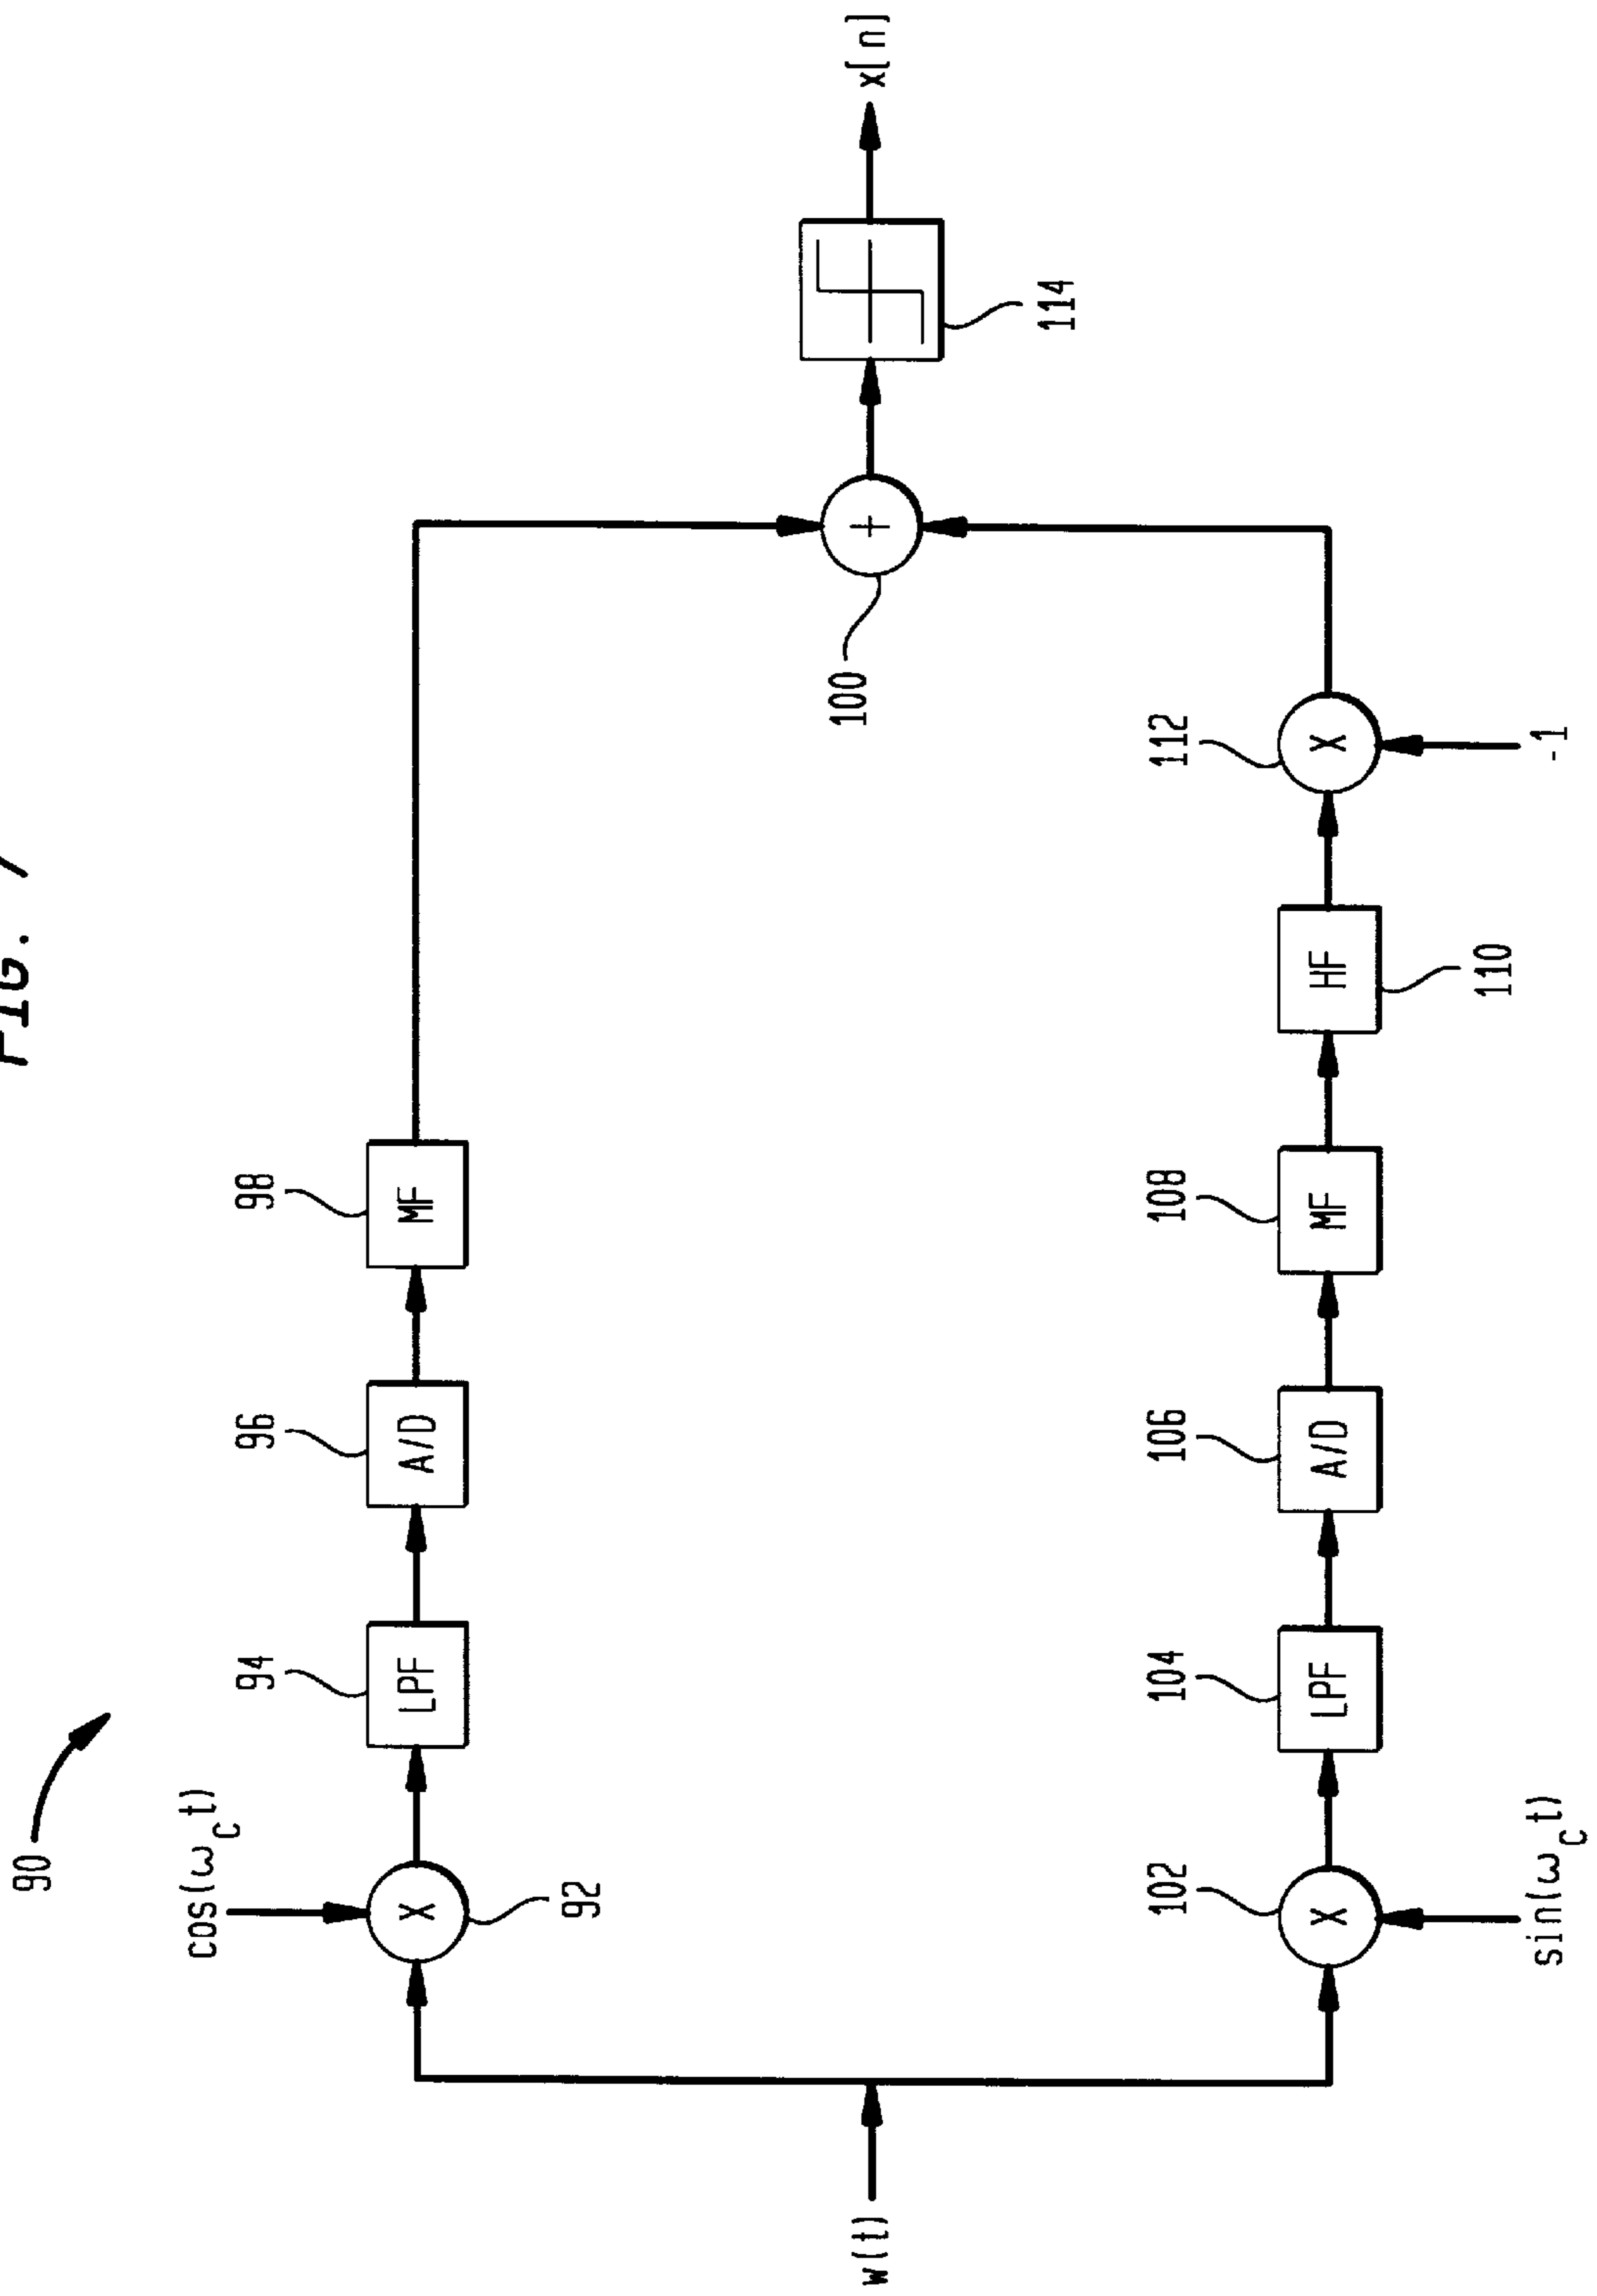 FIG. 7
90
cos(ω_c t)
X
92
94
LPF
96
A/D
98
MF
w(t)
100
+
114
x[n]
102
X
sin(ω_c t)
104
LPF
106
A/D
108
MF
HF
110
112
X
-1